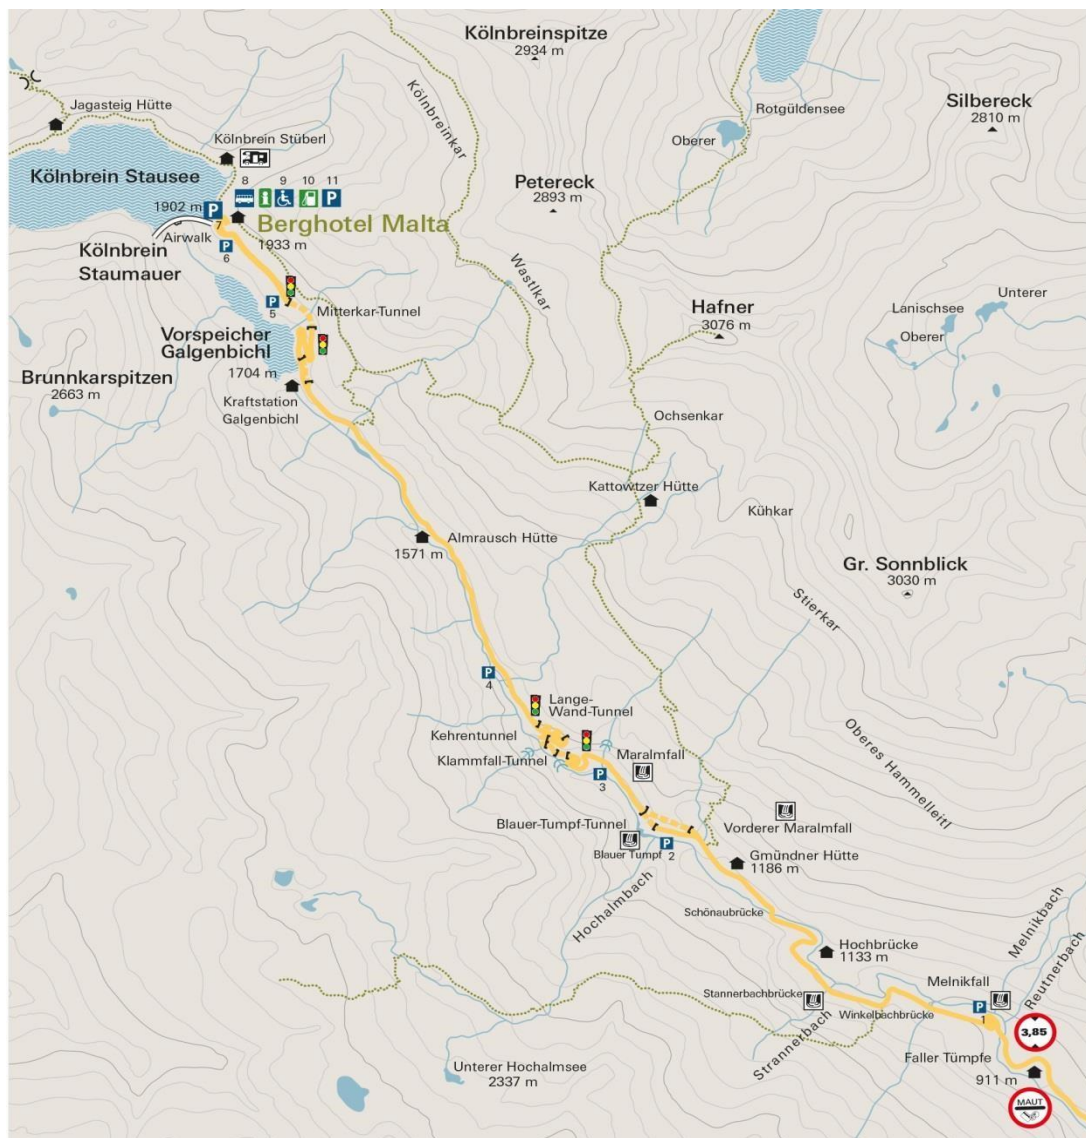 Kölnbreinspitze
2934 m
Rotgüldensee
Silbereck
2810 m
Jagasteig Hütte
Kölnbreinkar
Kölnbrein Stüberl
Oberer
Kölnbrein Stausee
8 9 10 11
P
Petereck
2893 m
1902 m
P
7
Berghotel Malta
1933 m
Airwalk
P
6
Kölnbrein
Staumauer
Wastlkar
P
5
Mitterkar-Tunnel
Hafner
3076 m
Lanischsee
Unterer
Oberer
Vorspeicher
Galgenbichl
1704 m
Brunnkarspitzen
2663 m
Kraftstation
Galgenbichl
Ochsenkar
Kattowtzer Hütte
Kühkar
Almrausch Hütte
1571 m
Gr. Sonnblick
3030 m
Stierkar
P
4
Lange-
Wand-Tunnel
Kehrentunnel
Klammfall-Tunnel
Maralmfall
P
3
Oberes Hammelleitl
Blauer-Tumpf-Tunnel
Blauer Tumpf
P
2
Vorderer Maralmfall
Gmündner Hütte
1186 m
Hochalmbach
Schönaubrücke
Hochbrücke
1133 m
Melnikbach
Reutnerbach
Melnikfall
Stannerbachbrücke
Winkelbachbrücke
P
1
3,85
Strannerbach
Faller Tümpfe
911 m
Unterer Hochalmsee
2337 m
MAUT